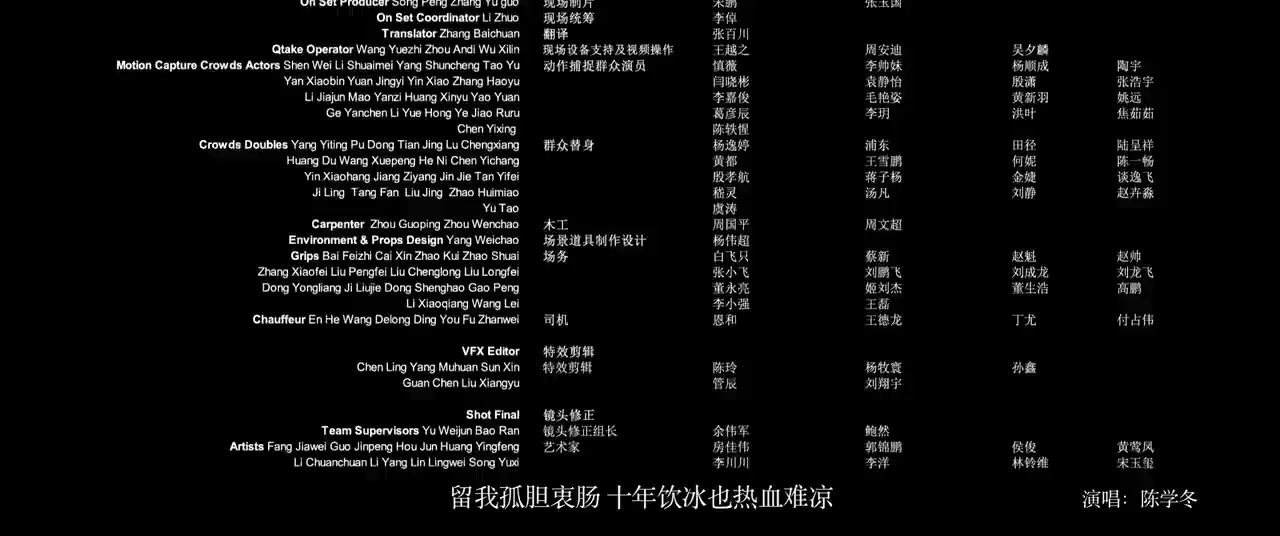 On Set Producer Song Peng Zhang Yu guo 现场制片 宋鹏 张玉国
On Set Coordinator Li Zhuo 现场统筹 李倬
Translator Zhang Baichuan 翻译 张百川
Qtake Operator Wang Yuezhi Zhou Andi Wu Xilin 现场设备支持及视频操作 王越之 周安迪 吴夕麟
Motion Capture Crowds Actors Shen Wei Li Shuaimei Yang Shuncheng Tao Yu 动作捕捉群众演员 慎薇 李帅妹 杨顺成 陶宇
Yan Xiaobin Yuan Jingyi Yin Xiao Zhang Haoyu 闫晓彬 袁静怡 殷潇 张浩宇
Li Jiajun Mao Yanzi Huang Xinyu Yao Yuan 李嘉俊 毛艳姿 黄新羽 姚远
Ge Yanchen Li Yue Hong Ye Jiao Ruru 葛彦辰 李玥 洪叶 焦茹茹
Chen Yixing 陈轶惺
Crowds Doubles Yang Yiting Pu Dong Tian Jing Lu Chengxiang 群众替身 杨逸婷 浦东 田径 陆呈祥
Huang Du Wang Xuepeng He Ni Chen Yichang 黄都 王雪鹏 何妮 陈一畅
Yin Xiaohang Jiang Ziyang Jin Jie Tan Yifei 殷孝航 蒋子杨 金婕 谈逸飞
Ji Ling Tang Fan Liu Jing Zhao Huimiao 嵇灵 汤凡 刘静 赵卉淼
Yu Tao 虞涛
Carpenter Zhou Guoping Zhou Wenchao 木工 周国平 周文超
Environment & Props Design Yang Weichao 场景道具制作设计 杨伟超
Grips Bai Feizhi Cai Xin Zhao Kui Zhao Shuai 场务 白飞只 蔡新 赵魁 赵帅
Zhang Xiaofei Liu Pengfei Liu Chenglong Liu Longfei 张小飞 刘鹏飞 刘成龙 刘龙飞
Dong Yongliang Ji Liujie Dong Shenghao Gao Peng 董永亮 姬刘杰 董生浩 高鹏
Li Xiaoqiang Wang Lei 李小强 王磊
Chauffeur En He Wang Delong Ding You Fu Zhanwei 司机 恩和 王德龙 丁尤 付占伟
VFX Editor 特效剪辑
Chen Ling Yang Muhuan Sun Xin 特效剪辑 陈玲 杨牧寰 孙鑫
Guan Chen Liu Xiangyu 管辰 刘翔宇
Shot Final 镜头修正
Team Supervisors Yu Weijun Bao Ran 镜头修正组长 余伟军 鲍然
Artists Fang Jiawei Guo Jinpeng Hou Jun Huang Yingfeng 艺术家 房佳伟 郭锦鹏 侯俊 黄莺凤
Li Chuanchuan Li Yang Lin Lingwei Song Yuxi 李川川 李洋 林铃维 宋玉玺
留我孤胆衷肠 十年饮冰也热血难凉 演唱：陈学冬